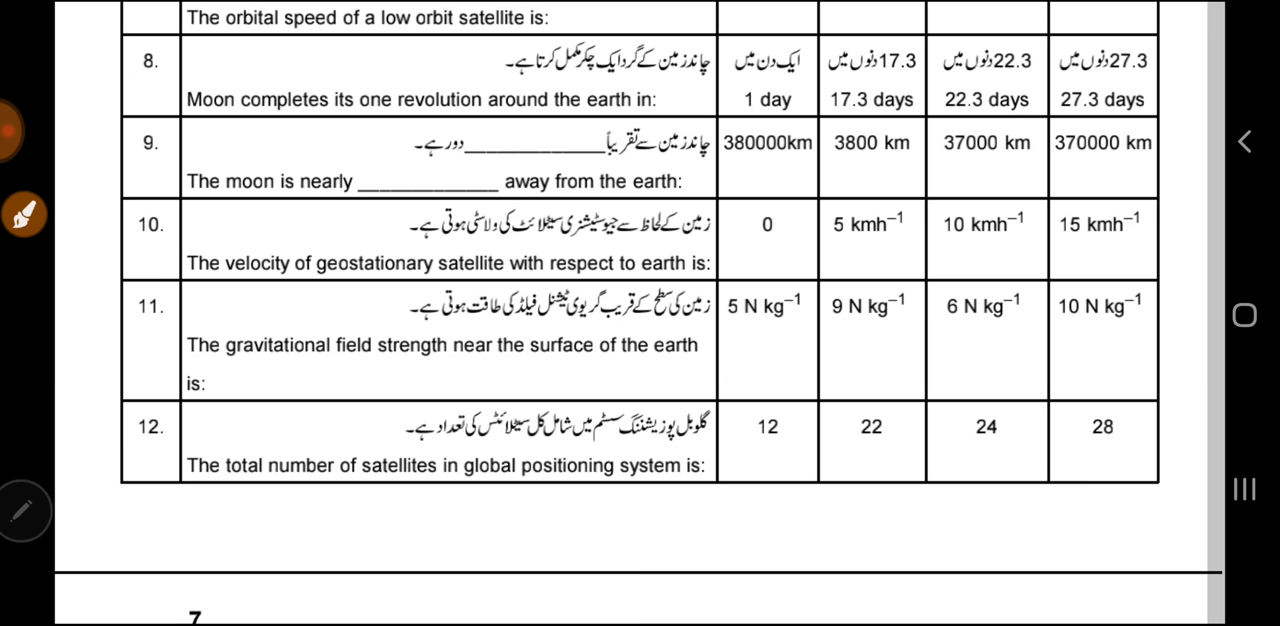 The orbital speed of a low orbit satellite is:
8. چاند زمین کے گرد ایک چکر مکمل کرتا ہے۔ ایک دن میں 17.3 دنوں میں 22.3 دنوں میں 27.3 دنوں میں
Moon completes its one revolution around the earth in: 1 day 17.3 days 22.3 days 27.3 days
9. چاند زمین سے تقریباً ____________ دور ہے۔ 380000km 3800 km 37000 km 370000 km
The moon is nearly ____________ away from the earth:
10. زمین کے لحاظ سے جیوسٹیشنری سیٹلائٹ کی ولاسٹی ہوتی ہے۔ 0 5 kmh⁻¹ 10 kmh⁻¹ 15 kmh⁻¹
The velocity of geostationary satellite with respect to earth is:
11. زمین کی سطح کے قریب گریوی ٹیشنل فیلڈ کی طاقت ہوتی ہے۔ 5 N kg⁻¹ 9 N kg⁻¹ 6 N kg⁻¹ 10 N kg⁻¹
The gravitational field strength near the surface of the earth
is:
12. گلوبل پوزیشننگ سسٹم میں شامل کل سیٹلائٹس کی تعداد ہے۔ 12 22 24 28
The total number of satellites in global positioning system is:
7